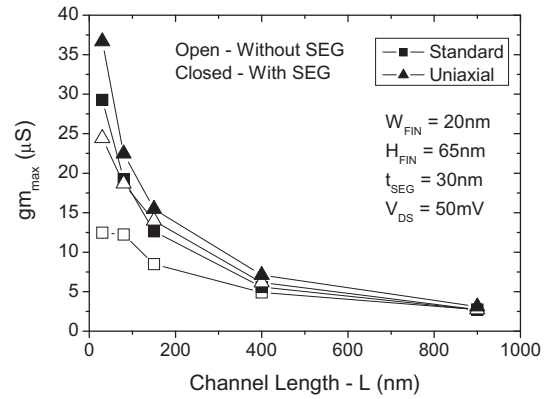 40
35
30
25
20
15
10
5
0
gm_max (μS)
Open - Without SEG
Closed - With SEG
Standard
Uniaxial
W_FIN = 20nm
H_FIN = 65nm
t_SEG = 30nm
V_DS = 50mV
0 200 400 600 800 1000
Channel Length - L (nm)